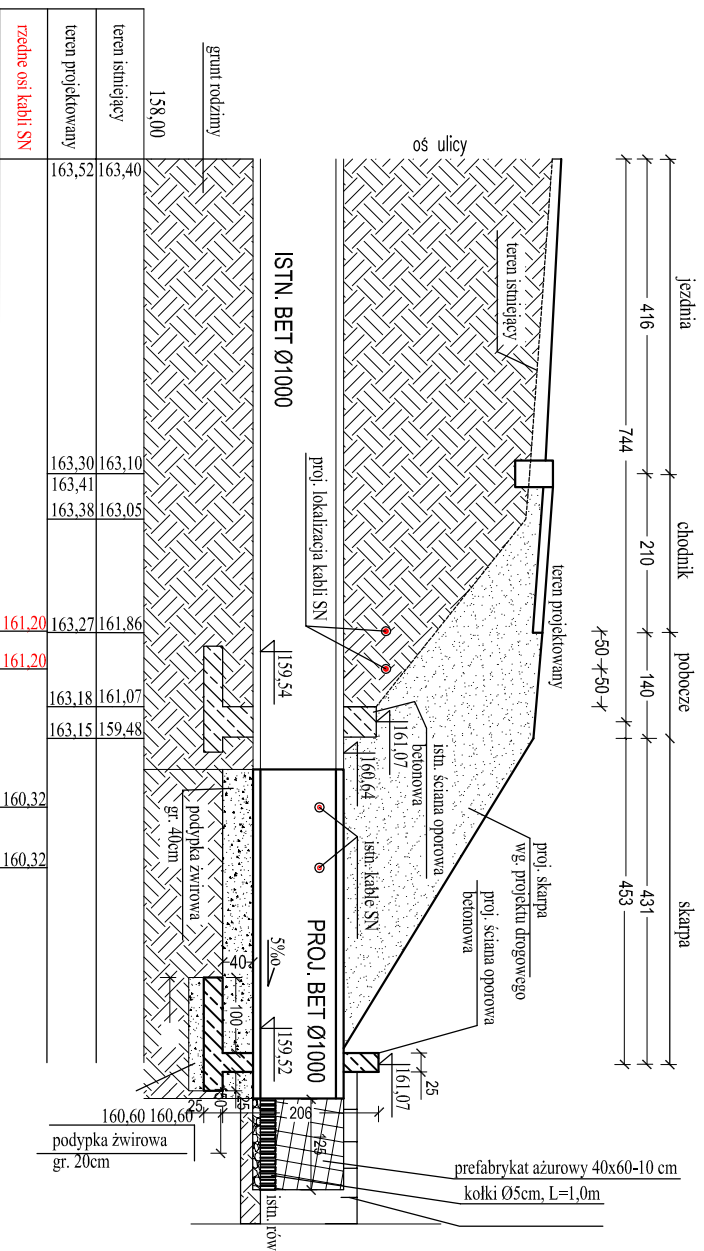 jezdnia
chodnik
pobocze
skarpa
416
210
140
431
744
453
50
50
oś ulicy
teren istniejący
teren projektowany
proj. skarpa
wg. projektu drogowego
proj. ściana oporowa
betonowa
istn. ściana oporowa
betonowa
proj. lokalizacja kabli SN
161,07
160,64
161,07
25
istn. kable SN
ISTN. BET Ø1000
PROJ. BET Ø1000
159,54
159,52
5‰
40
100
50
25
25
206
125
podypka żwirowa
gr. 40cm
istn. rów
prefabrykat ażurowy 40x60-10 cm
kołki Ø5cm, L=1,0m
podypka żwirowa
gr. 20cm
grunt rodzimy
158,00
teren istniejący
163,40
163,10
163,05
161,86
161,07
159,48
160,60
160,60
teren projektowany
163,52
163,30
163,41
163,38
163,27
163,18
163,15
rzedne osi kabli SN
161,20
161,20
160,32
160,32